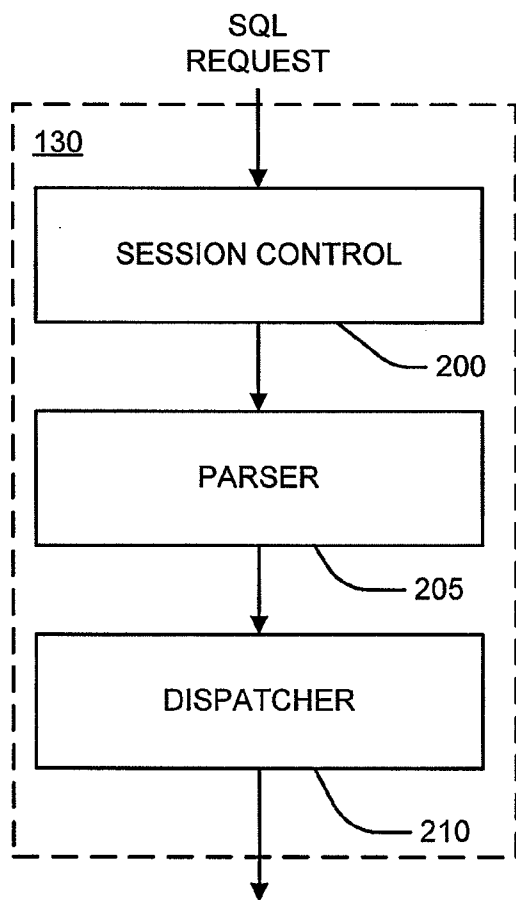 SQL
REQUEST
130
SESSION CONTROL
200
PARSER
205
DISPATCHER
210